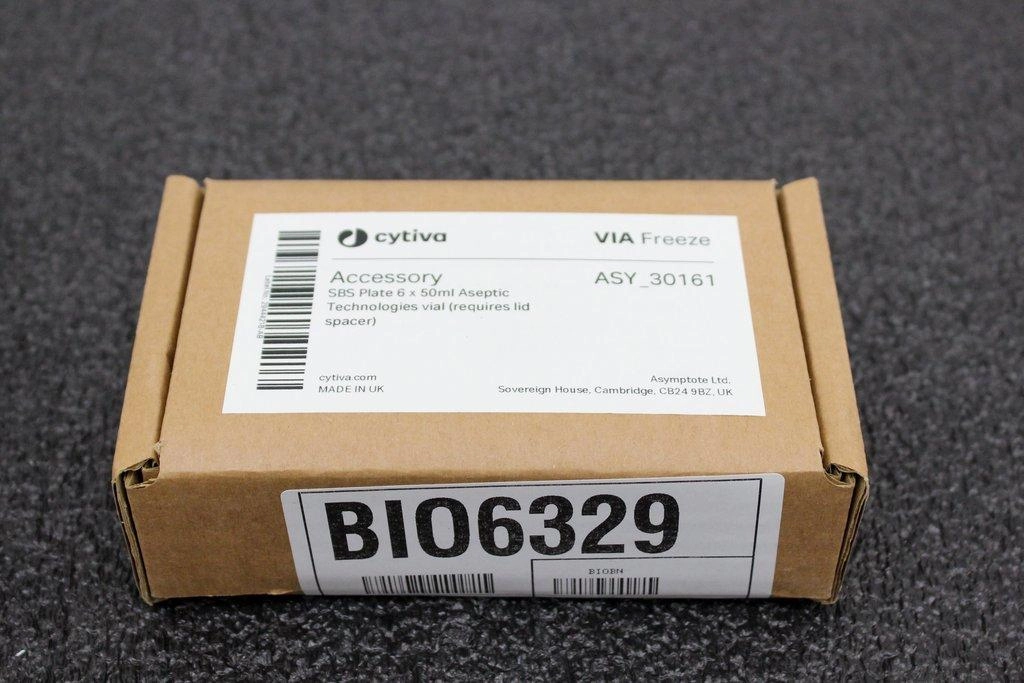 cytiva
VIA Freeze
Accessory
ASY_30161
SBS Plate 6 x 50ml Aseptic
Technologies vial (requires lid
spacer)
cytiva.com
MADE IN UK
Asymptote Ltd.
Sovereign House, Cambridge, CB24 9BZ, UK
BIO6329
BIOBN